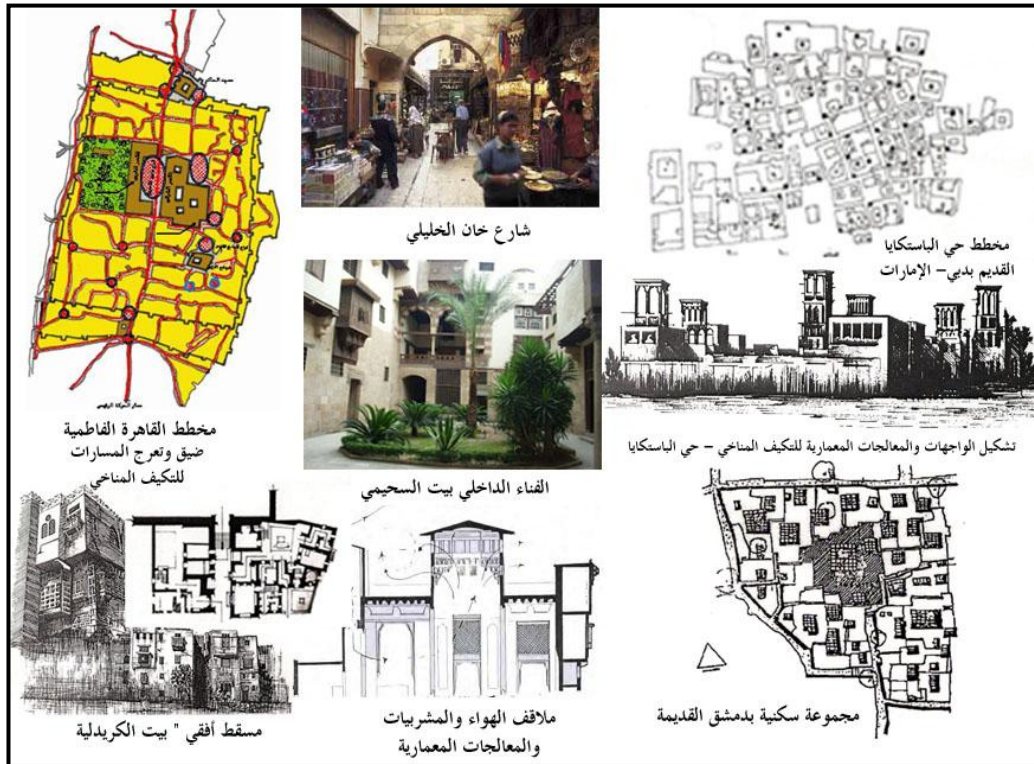 شارع خان الخليلي
مخطط حي الباستكايا
القديم بدبي– الإمارات
مخطط القاهرة الفاطمية
ضيق وتعرج المسارات
للتكيف المناخي
الفناء الداخلي بيت السحيمي
تشكيل الواجهات والمعالجات المعمارية للتكيف المناخي – حي الباستكايا
مسقط أفقي " بيت الكريدلية
ملاقف الهواء والمشربيات
والمعالجات المعمارية
مجموعة سكنية بدمشق القديمة